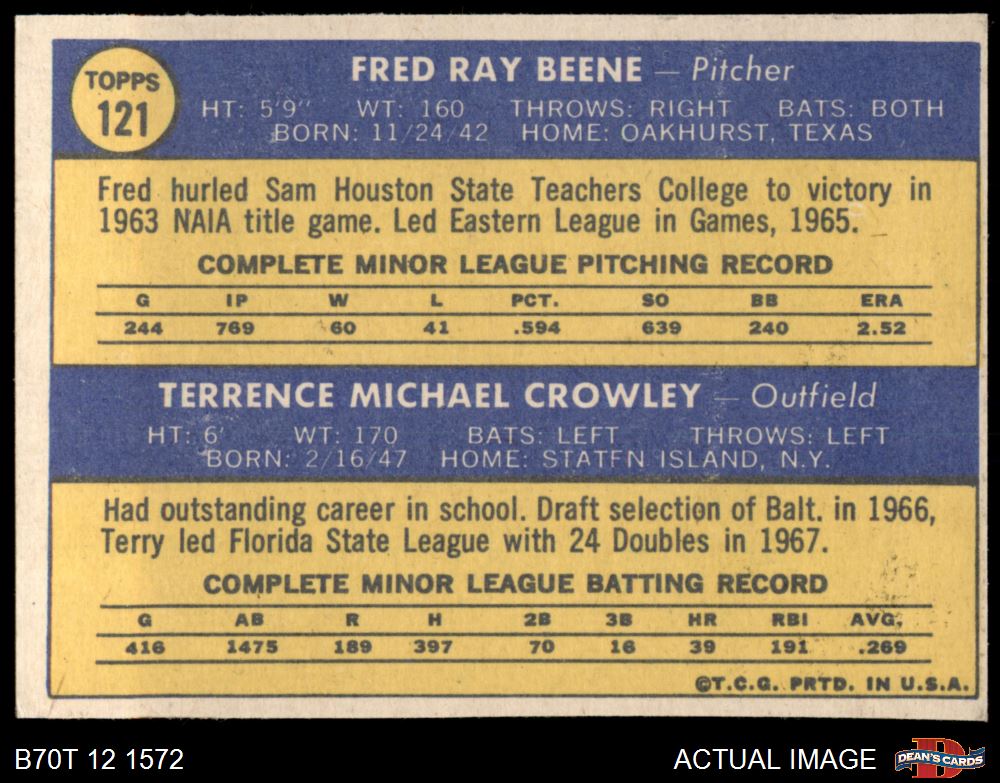 TOPPS
121
FRED RAY BEENE — Pitcher
HT: 5'9" WT: 160 THROWS: RIGHT BATS: BOTH
BORN: 11/24/42 HOME: OAKHURST, TEXAS
Fred hurled Sam Houston State Teachers College to victory in
1963 NAIA title game. Led Eastern League in Games, 1965.
COMPLETE MINOR LEAGUE PITCHING RECORD
G IP W L PCT. SO BB ERA
244 769 60 41 .594 639 240 2.52
TERRENCE MICHAEL CROWLEY — Outfield
HT: 6' WT: 170 BATS: LEFT THROWS: LEFT
BORN: 2/16/47 HOME: STATEN ISLAND, N.Y.
Had outstanding career in school. Draft selection of Balt. in 1966,
Terry led Florida State League with 24 Doubles in 1967.
COMPLETE MINOR LEAGUE BATTING RECORD
G AB R H 2B 3B HR RBI AVG.
416 1475 189 397 70 16 39 191 .269
©T.C.G. PRTD. IN U.S.A.
B70T 12 1572 ACTUAL IMAGE
D
DEAN'S CARDS